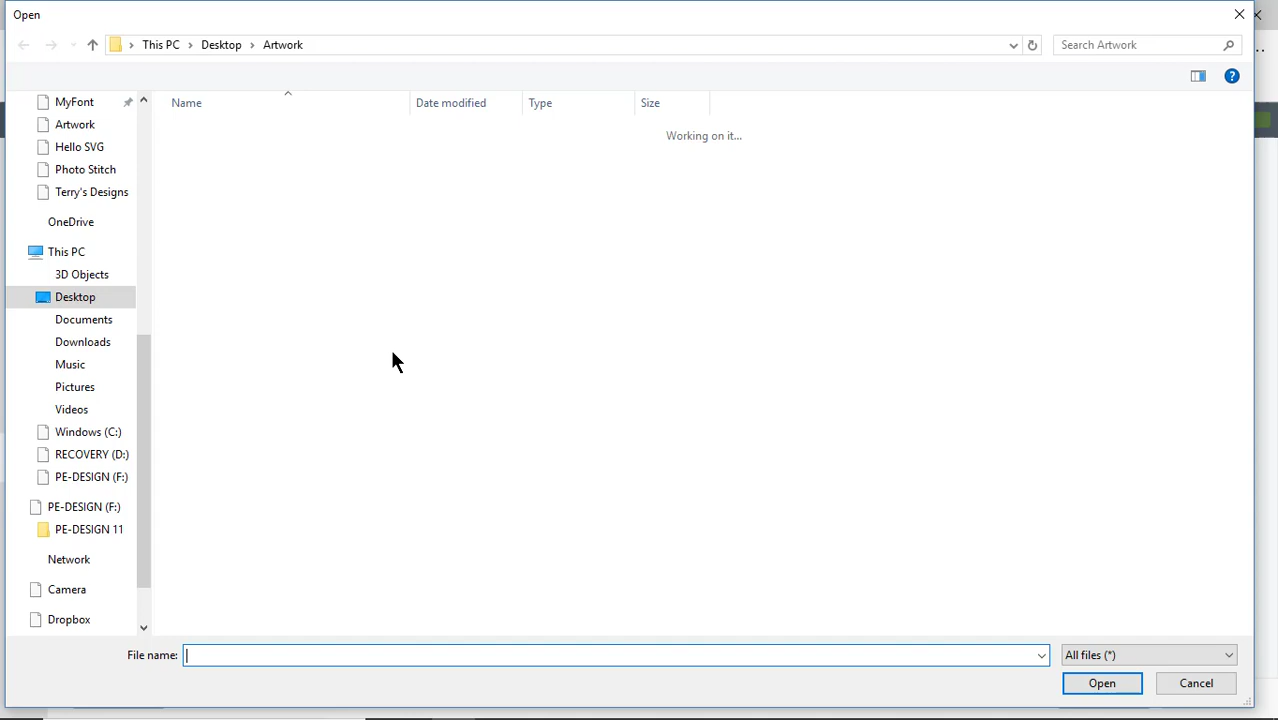 Open
This PC Desktop Artwork
Search Artwork
Name Date modified Type Size
Working on it...
MyFont
Artwork
Hello SVG
Photo Stitch
Terry's Designs
OneDrive
This PC
3D Objects
Desktop
Documents
Downloads
Music
Pictures
Videos
Windows (C:)
RECOVERY (D:)
PE-DESIGN (F:)
PE-DESIGN (F:)
PE-DESIGN 11
Network
Camera
Dropbox
File name:
All files (*)
Open Cancel